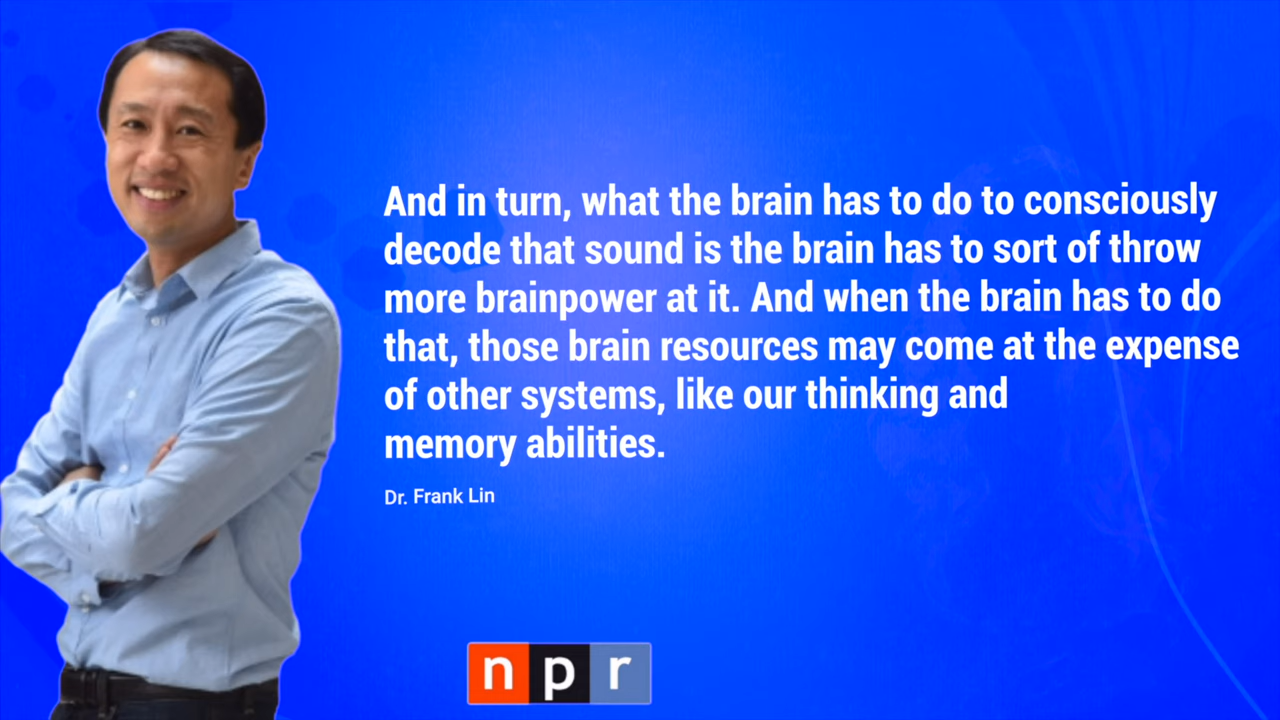 And in turn, what the brain has to do to consciously
decode that sound is the brain has to sort of throw
more brainpower at it. And when the brain has to do
that, those brain resources may come at the expense
of other systems, like our thinking and
memory abilities.
Dr. Frank Lin
npr